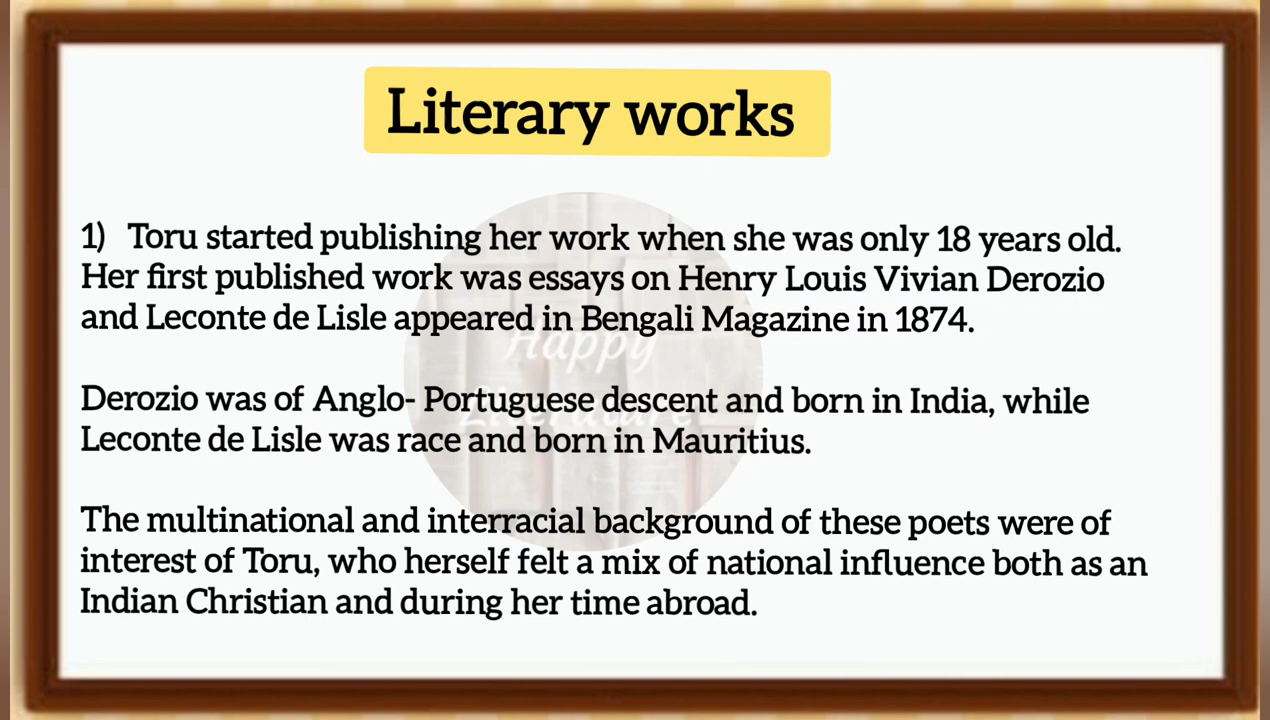 Literary works
1) Toru started publishing her work when she was only 18 years old.
Her first published work was essays on Henry Louis Vivian Derozio
and Leconte de Lisle appeared in Bengali Magazine in 1874.
Derozio was of Anglo- Portuguese descent and born in India, while
Leconte de Lisle was race and born in Mauritius.
The multinational and interracial background of these poets were of
interest of Toru, who herself felt a mix of national influence both as an
Indian Christian and during her time abroad.
Happy
Literature